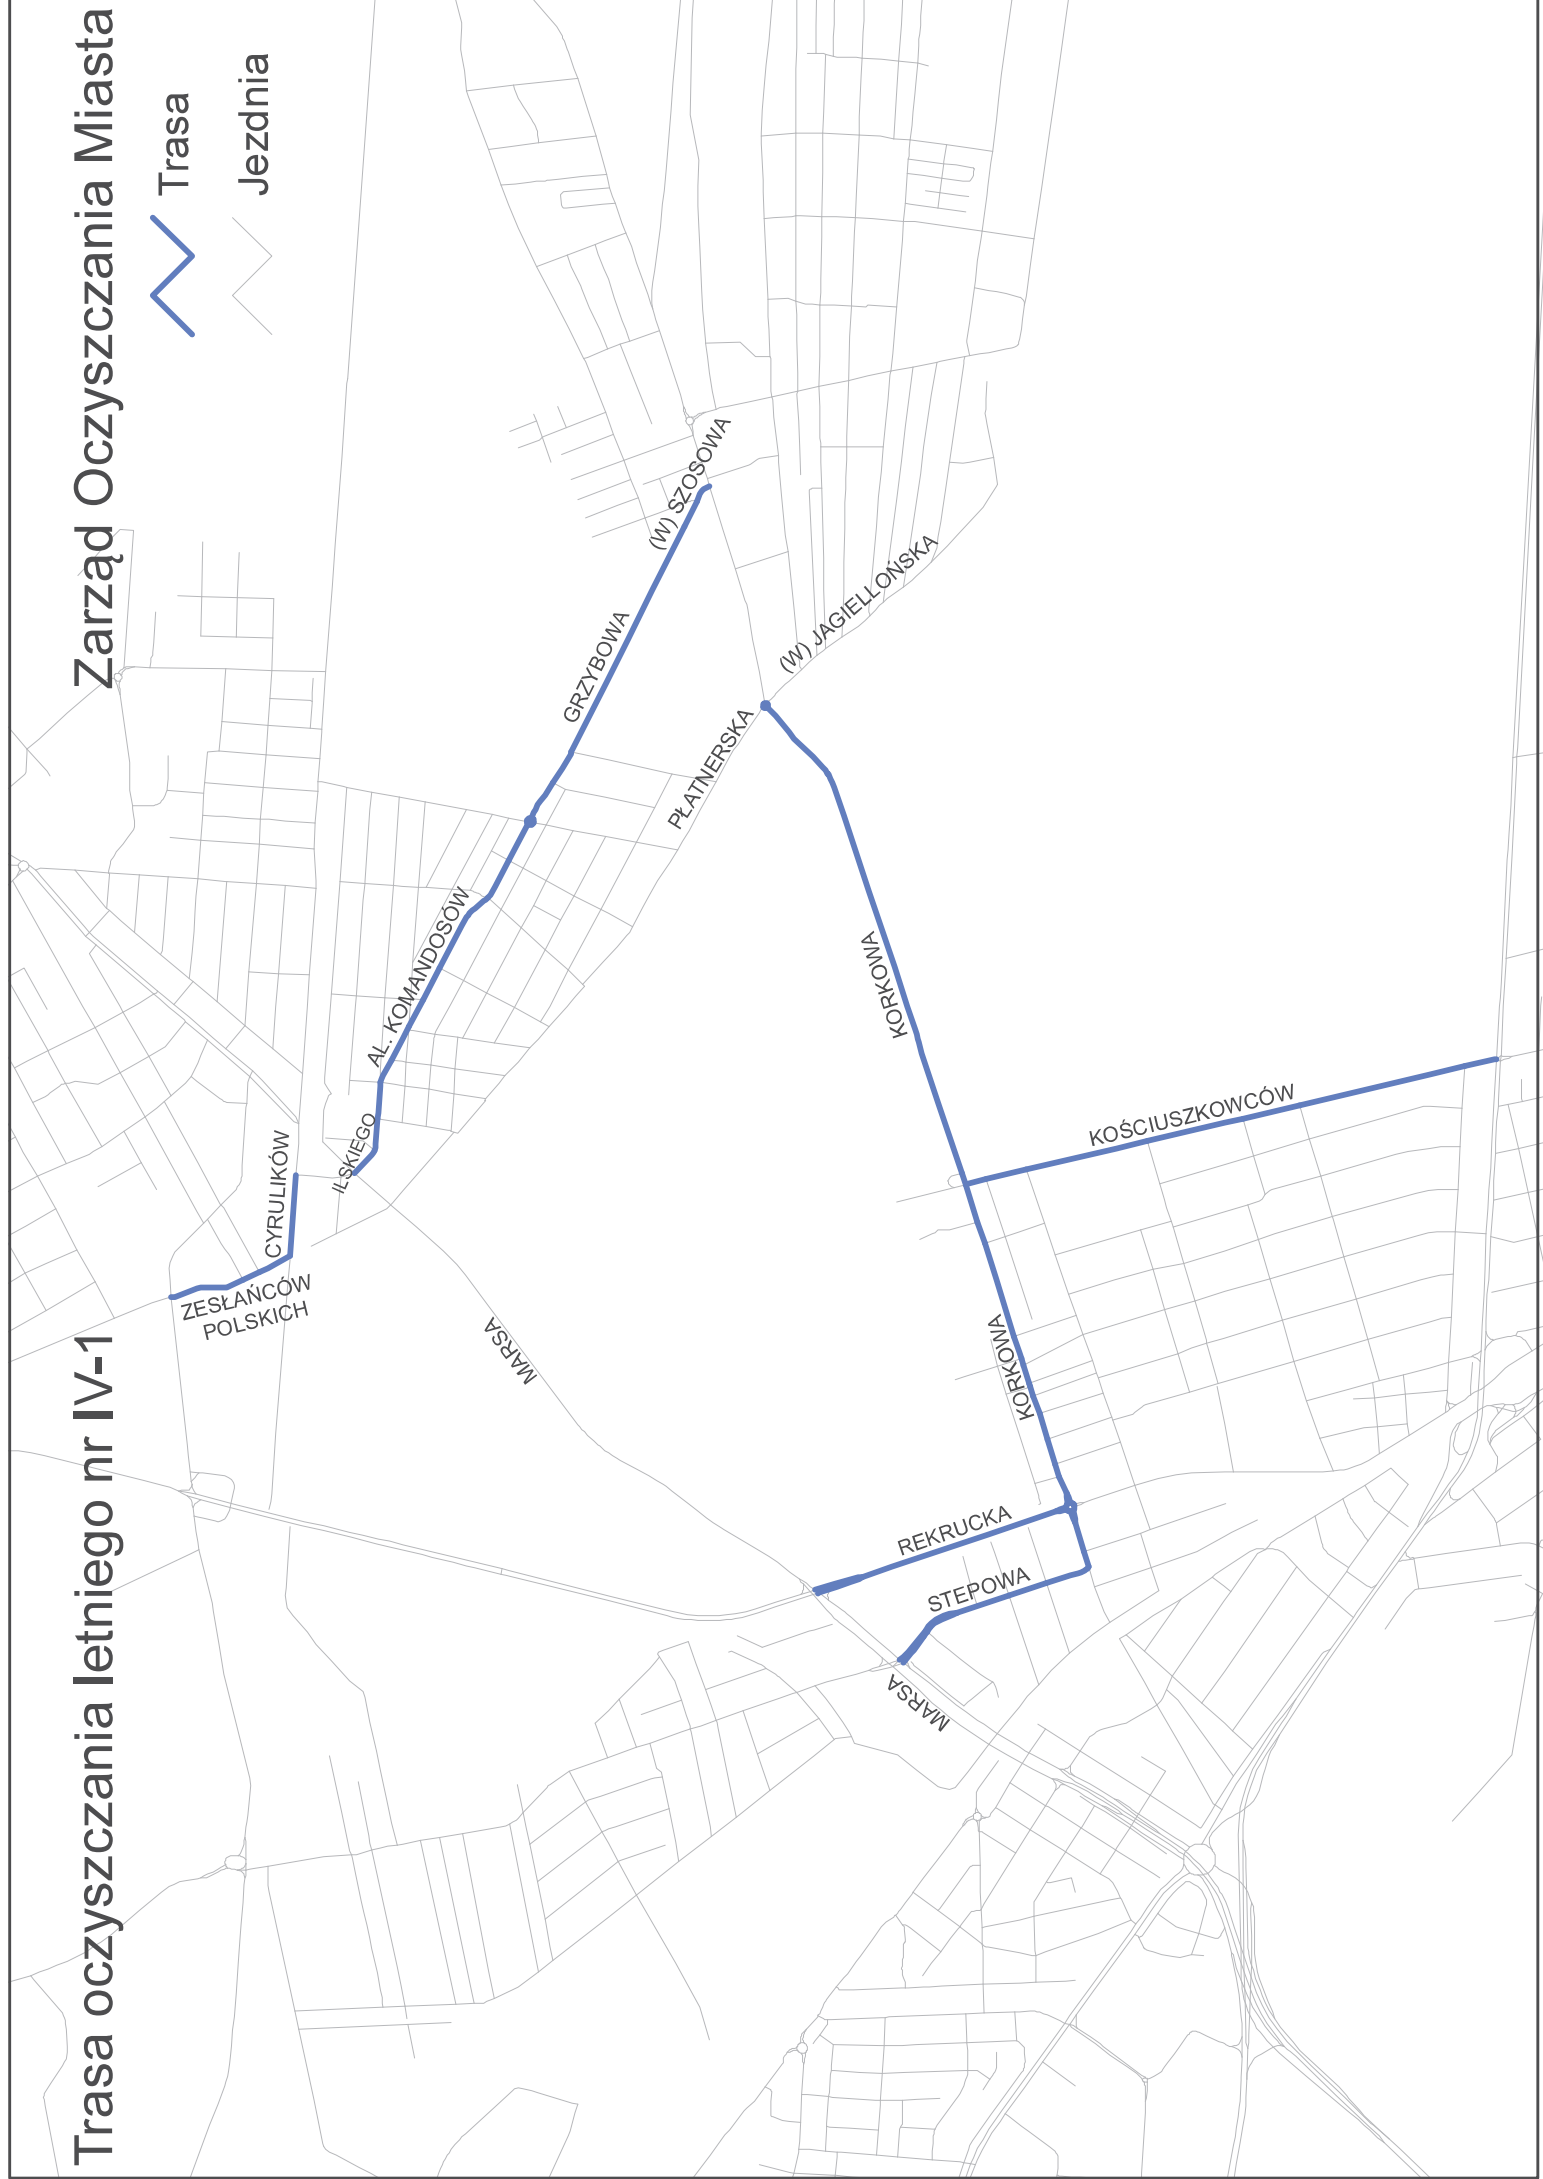 Trasa oczyszczania letniego nr IV-1
Zarząd Oczyszczania Miasta
Trasa
Jezdnia
ZESŁAŃCÓW
POLSKICH
CYRULIKÓW
ILSKIEGO
AL. KOMANDOSÓW
GRZYBOWA
(W) SZOSOWA
MARSA
PŁATNERSKA
(W) JAGIELLOŃSKA
KORKOWA
KORKOWA
REKRUCKA
STEPOWA
MARSA
KOŚCIUSZKOWCÓW